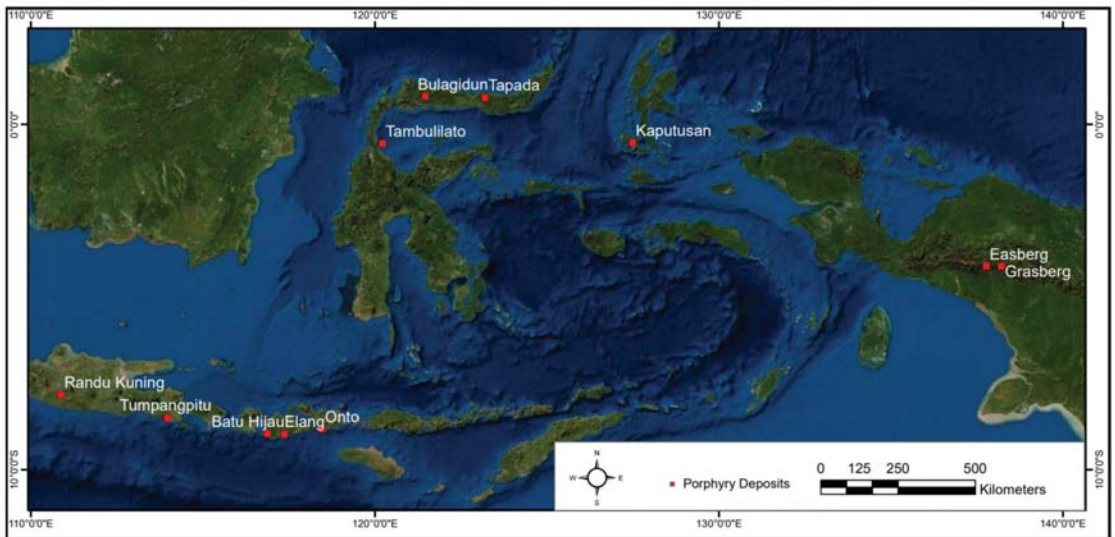 110°0'0"E 120°0'0"E 130°0'0"E 140°0'0"E
0°0'0" 0°0'0"
Bulagidun Tapada
Tambulilato
Kaputusan
Easberg
Grasberg
Randu Kuning
Tumpangpitu
Batu Hijau Elang Onto
N
W E
S
Porphyry Deposits
0 125 250 500
Kilometers
10°0'0"S 10°0'0"S
110°0'0"E 120°0'0"E 130°0'0"E 140°0'0"E